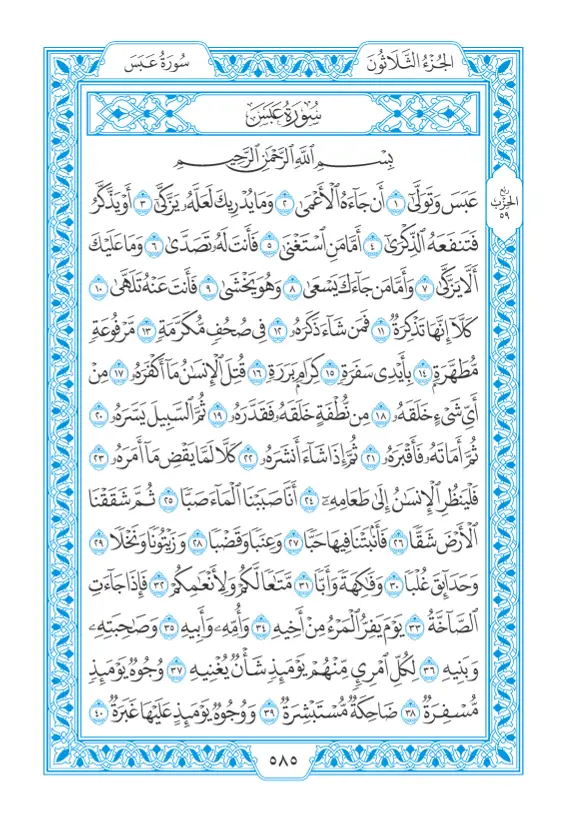 سُورَةُ عَبَسَ
الجُزْءُ الثَّلَاثُونَ
سُورَةُ عَبَسَ
بِسْمِ اللَّهِ الرَّحْمَٰنِ الرَّحِيمِ
عَبَسَ وَتَوَلَّىٰٓ ١ أَن جَآءَهُ ٱلْأَعْمَىٰ ٢ وَمَا يُدْرِيكَ لَعَلَّهُۥ يَزَّكَّىٰٓ ٣ أَوْ يَذَّكَّرُ
رُبع الحِزْب ٥٩
فَتَنفَعَهُ ٱلذِّكْرَىٰٓ ٤ أَمَّا مَنِ ٱسْتَغْنَىٰ ٥ فَأَنتَ لَهُۥ تَصَدَّىٰ ٦ وَمَا عَلَيْكَ
أَلَّا يَزَّكَّىٰ ٧ وَأَمَّا مَن جَآءَكَ يَسْعَىٰ ٨ وَهُوَ يَخْشَىٰ ٩ فَأَنتَ عَنْهُ تَلَهَّىٰ ١٠
كَلَّآ إِنَّهَا تَذْكِرَةٌ ١١ فَمَن شَآءَ ذَكَرَهُۥ ١٢ فِى صُحُفٍ مُّكَرَّمَةٍ ١٣ مَّرْفُوعَةٍ
مُّطَهَّرَةٍۭ ١٤ بِأَيْدِى سَفَرَةٍ ١٥ كِرَامٍۭ بَرَرَةٍ ١٦ قُتِلَ ٱلْإِنسَٰنُ مَآ أَكْفَرَهُۥ ١٧ مِنْ
أَىِّ شَىْءٍ خَلَقَهُۥ ١٨ مِن نُّطْفَةٍ خَلَقَهُۥ فَقَدَّرَهُۥ ١٩ ثُمَّ ٱلسَّبِيلَ يَسَّرَهُۥ ٢٠
ثُمَّ أَمَاتَهُۥ فَأَقْبَرَهُۥ ٢١ ثُمَّ إِذَا شَآءَ أَنشَرَهُۥ ٢٢ كَلَّا لَمَّا يَقْضِ مَآ أَمَرَهُۥ ٢٣
فَلْيَنظُرِ ٱلْإِنسَٰنُ إِلَىٰ طَعَامِهِۦٓ ٢٤ أَنَّا صَبَبْنَا ٱلْمَآءَ صَبًّا ٢٥ ثُمَّ شَقَقْنَا
ٱلْأَرْضَ شَقًّا ٢٦ فَأَنۢبَتْنَا فِيهَا حَبًّا ٢٧ وَعِنَبًا وَقَضْبًا ٢٨ وَزَيْتُونًا وَنَخْلًا ٢٩
وَحَدَآئِقَ غُلْبًا ٣٠ وَفَٰكِهَةً وَأَبًّا ٣١ مَّتَٰعًا لَّكُمْ وَلِأَنْعَٰمِكُمْ ٣٢ فَإِذَا جَآءَتِ
ٱلصَّآخَّةُ ٣٣ يَوْمَ يَفِرُّ ٱلْمَرْءُ مِنْ أَخِيهِ ٣٤ وَأُمِّهِۦ وَأَبِيهِ ٣٥ وَصَٰحِبَتِهِۦ
وَبَنِيهِ ٣٦ لِكُلِّ ٱمْرِئٍ مِّنْهُمْ يَوْمَئِذٍ شَأْنٌ يُغْنِيهِ ٣٧ وُجُوهٌ يَوْمَئِذٍ
مُّسْفِرَةٌ ٣٨ ضَاحِكَةٌ مُّسْتَبْشِرَةٌ ٣٩ وَوُجُوهٌ يَوْمَئِذٍ عَلَيْهَا غَبَرَةٌ ٤٠
٥٨٥